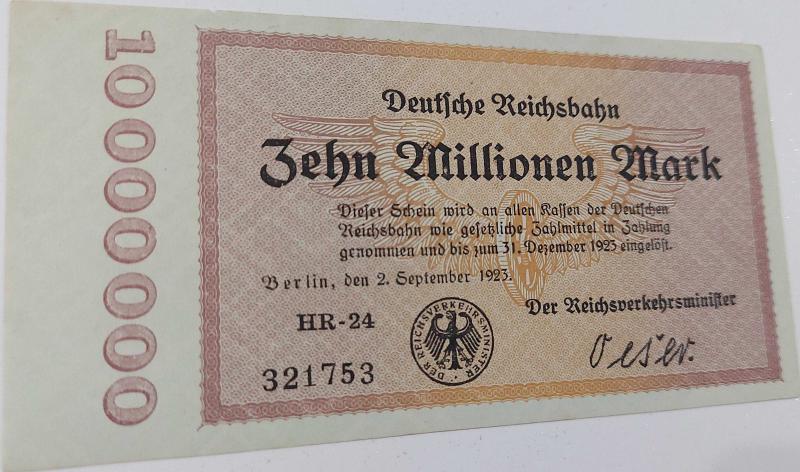 10000000
Deutsche Reichsbahn
Zehn Millionen Mark
Dieser Schein wird an allen Kassen der Deutschen
Reichsbahn wie gesetzliche Zahlmittel in Zahlung
genommen und bis zum 31. Dezember 1923 eingelöst.
Berlin, den 2. September 1923.
Der Reichsverkehrsminister
HR-24
DER REICHSVERKEHRSMINISTER
Oeser.
321753